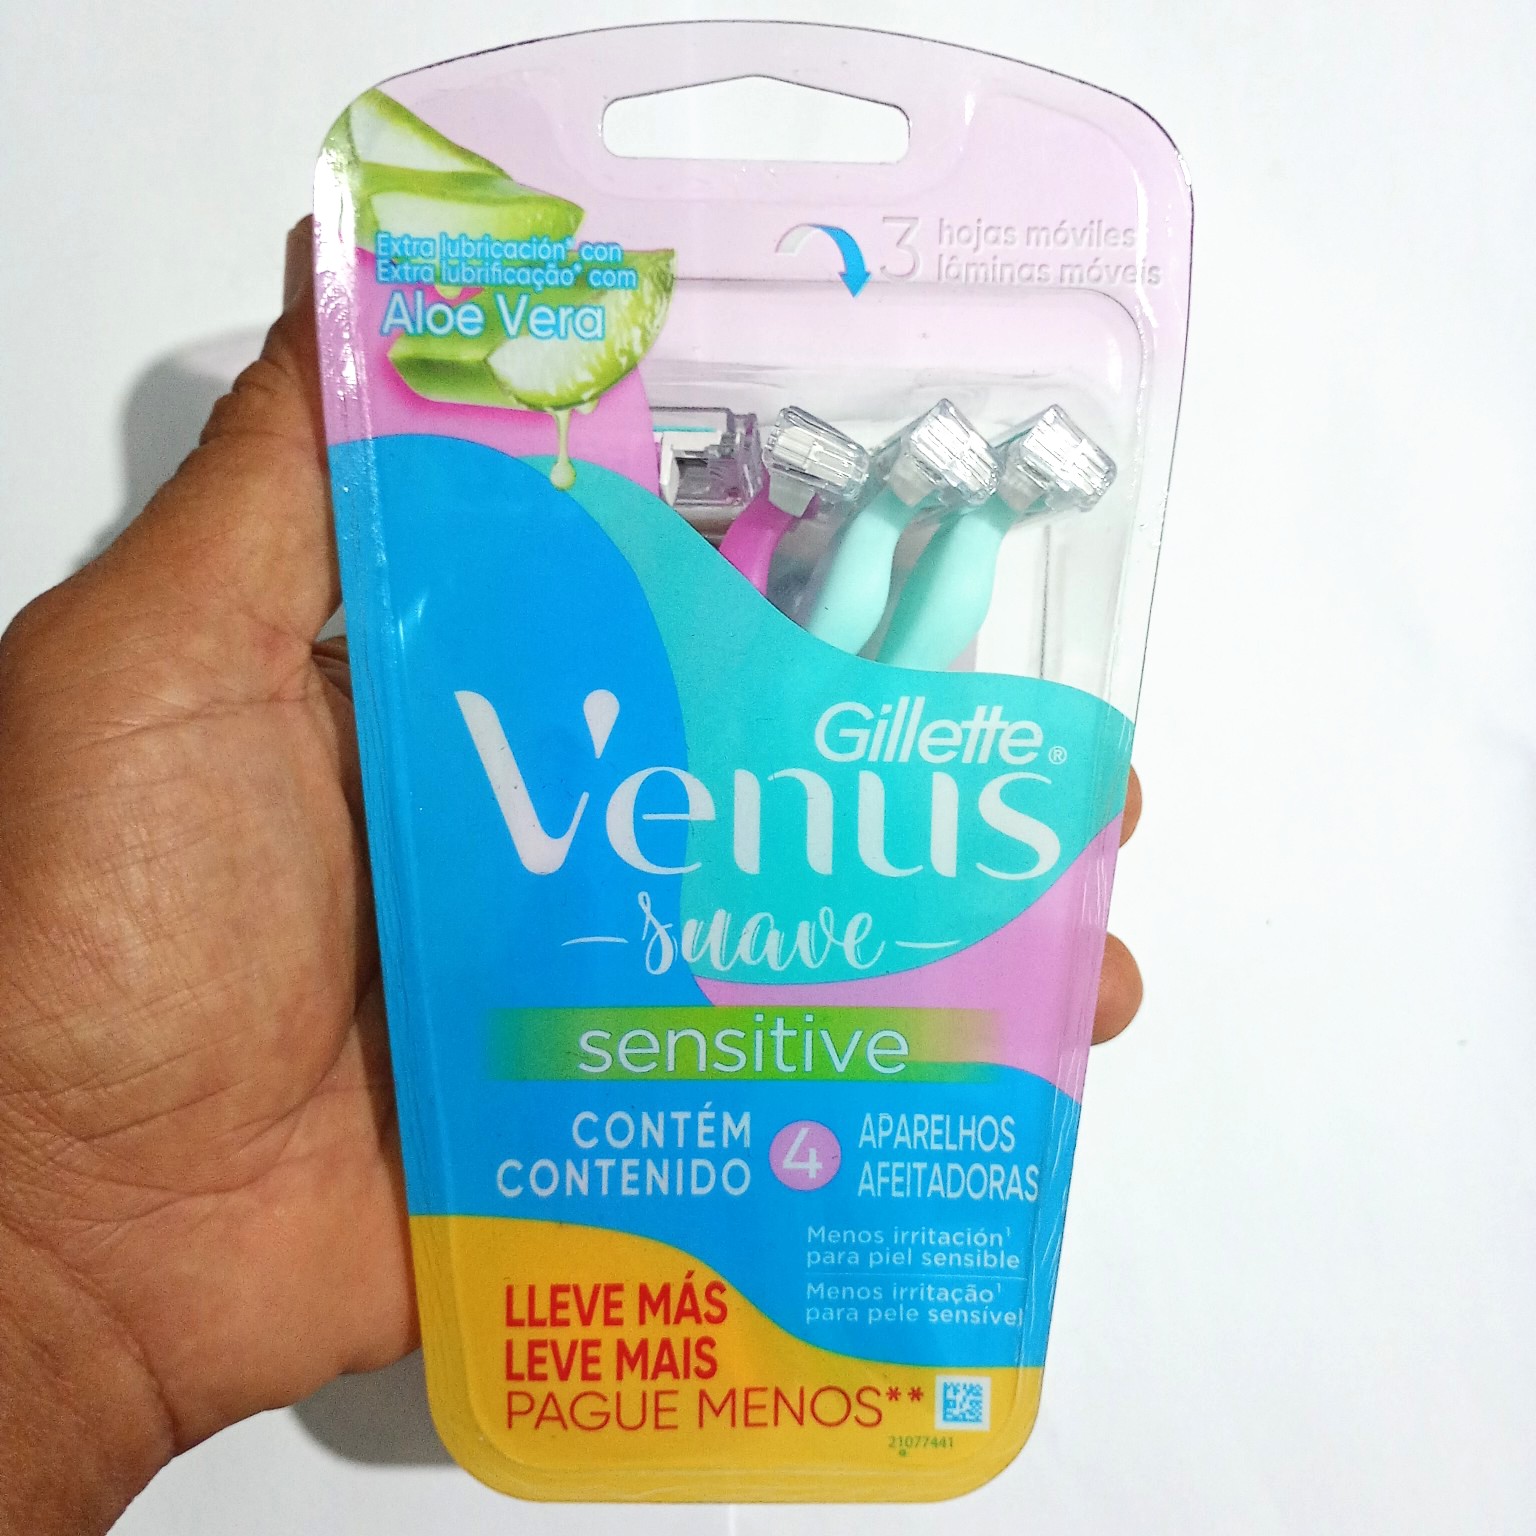 Extra lubricación* con
Extra lubrificação* com
Aloe Vera
3 hojas móviles
lâminas móveis
Gillette®
Venus
suave
sensitive
CONTÉM 4 APARELHOS
CONTENIDO AFEITADORAS
Menos irritación¹
para piel sensible
Menos irritação¹
para pele sensível
LLEVE MÁS
LEVE MAIS
PAGUE MENOS**
21077441